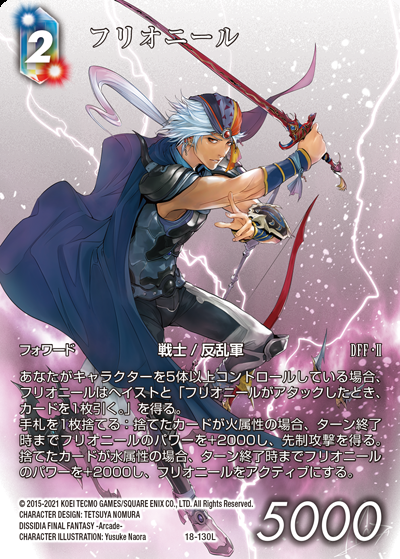 2
フリオニール
フォワード 戦士 / 反乱軍 DFF・II
あなたがキャラクターを5体以上コントロールしている場合、
フリオニールはヘイストと「フリオニールがアタックしたとき、
カードを1枚引く。」を得る。
手札を1枚捨てる：捨てたカードが火属性の場合、ターン終了
時までフリオニールのパワーを+2000し、先制攻撃を得る。
捨てたカードが水属性の場合、ターン終了時までフリオニール
のパワーを+2000し、フリオニールをアクティブにする。
© 2015-2021 KOEI TECMO GAMES/SQUARE ENIX CO., LTD. All Rights Reserved.
CHARACTER DESIGN: TETSUYA NOMURA
DISSIDIA FINAL FANTASY -Arcade-
CHARACTER ILLUSTRATION: Yusuke Naora
18-130L
5000